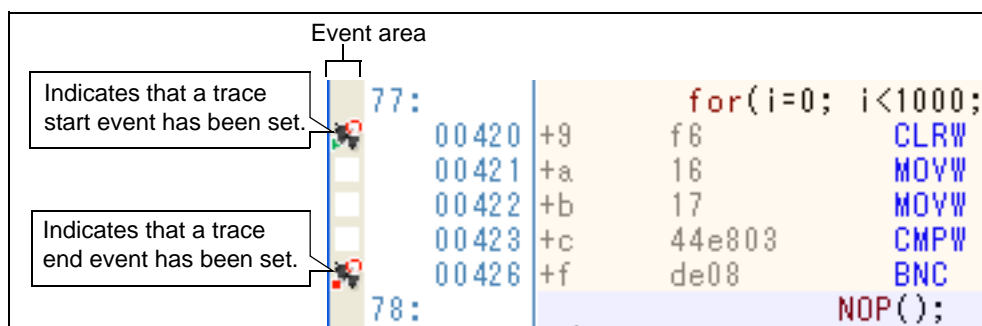 Event area
Indicates that a trace
start event has been set.
77: for(i=0; i<1000;
00420 +9 f6 CLRW
00421 +a 16 MOVW
00422 +b 17 MOVW
00423 +c 44e803 CMPW
Indicates that a trace
end event has been set.
00426 +f de08 BNC
78: NOP();